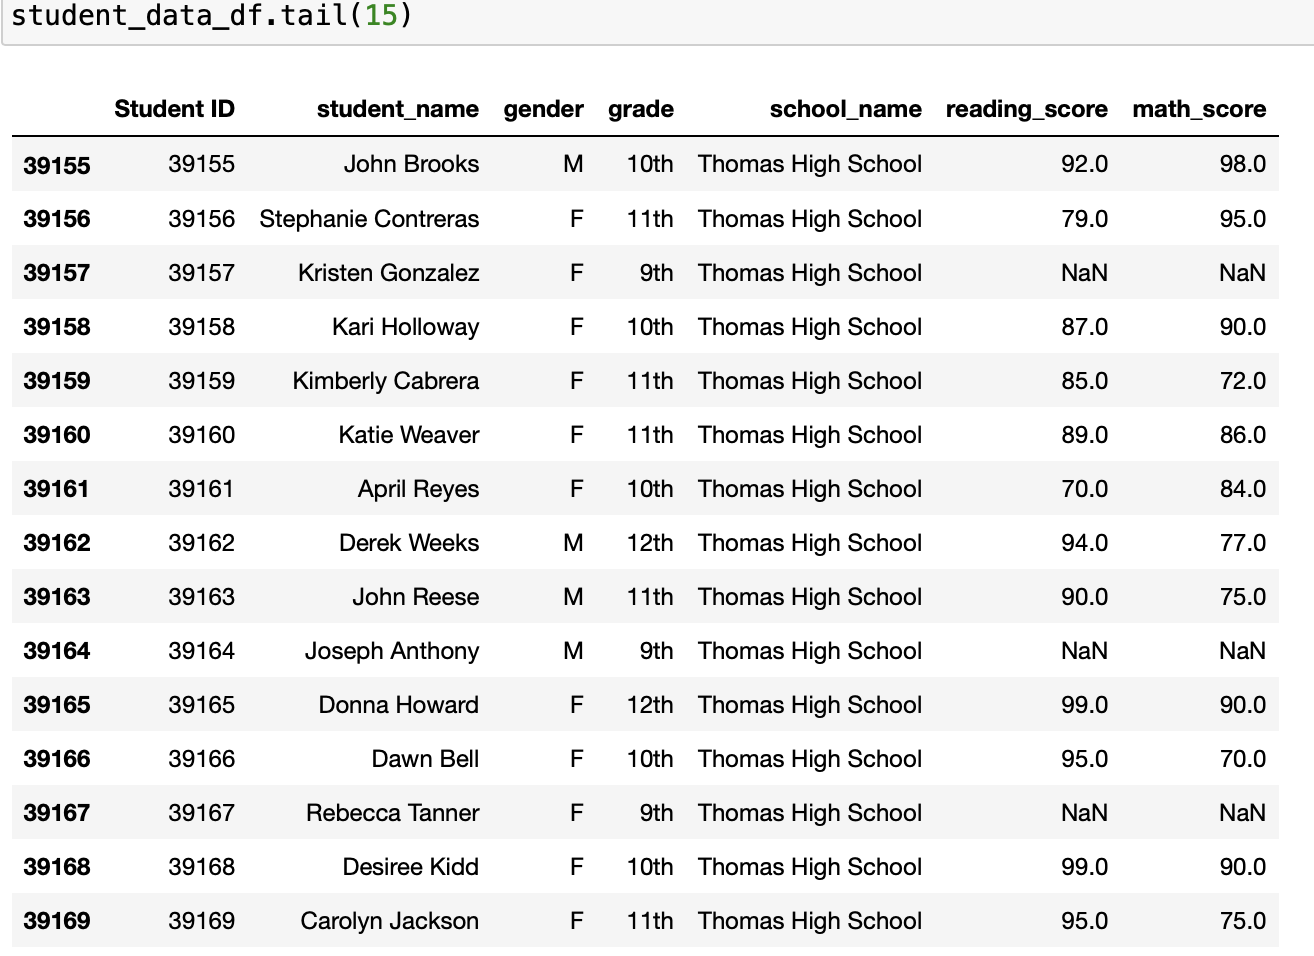 student_data_df.tail(15)
Student ID student_name gender grade school_name reading_score math_score
39155 39155 John Brooks M 10th Thomas High School 92.0 98.0
39156 39156 Stephanie Contreras F 11th Thomas High School 79.0 95.0
39157 39157 Kristen Gonzalez F 9th Thomas High School NaN NaN
39158 39158 Kari Holloway F 10th Thomas High School 87.0 90.0
39159 39159 Kimberly Cabrera F 11th Thomas High School 85.0 72.0
39160 39160 Katie Weaver F 11th Thomas High School 89.0 86.0
39161 39161 April Reyes F 10th Thomas High School 70.0 84.0
39162 39162 Derek Weeks M 12th Thomas High School 94.0 77.0
39163 39163 John Reese M 11th Thomas High School 90.0 75.0
39164 39164 Joseph Anthony M 9th Thomas High School NaN NaN
39165 39165 Donna Howard F 12th Thomas High School 99.0 90.0
39166 39166 Dawn Bell F 10th Thomas High School 95.0 70.0
39167 39167 Rebecca Tanner F 9th Thomas High School NaN NaN
39168 39168 Desiree Kidd F 10th Thomas High School 99.0 90.0
39169 39169 Carolyn Jackson F 11th Thomas High School 95.0 75.0